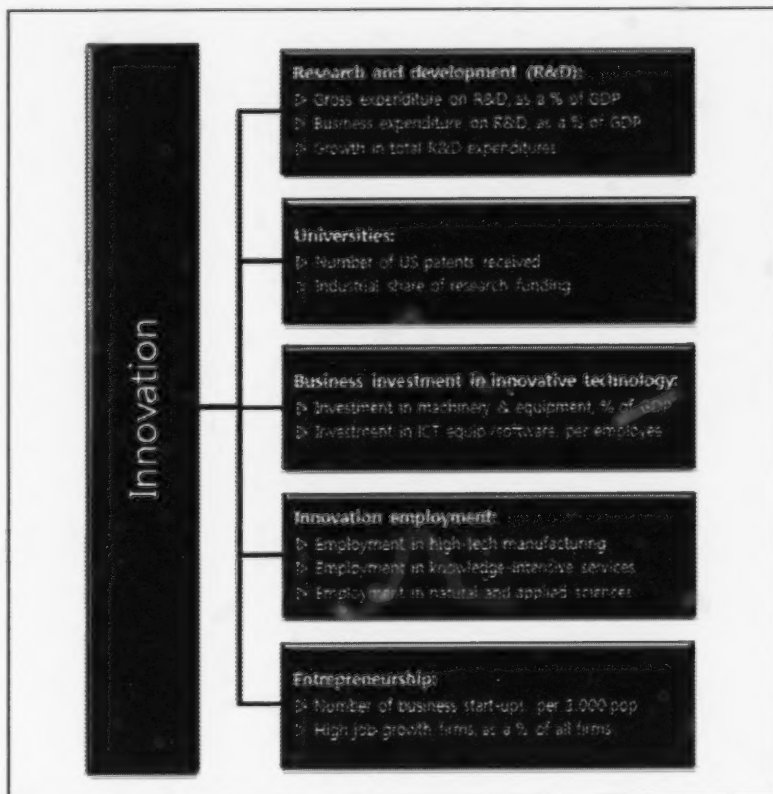 Innovation
Research and development (R&D):
▷ Gross expenditure on R&D, as a % of GDP
▷ Business expenditure on R&D, as a % of GDP
▷ Growth in total R&D expenditures
Universities:
▷ Number of US patents received
▷ Industrial share of research funding
Business investment in innovative technology:
▷ Investment in machinery & equipment, % of GDP
▷ Investment in ICT equip./software, per employee
Innovation employment:
▷ Employment in high-tech manufacturing
▷ Employment in knowledge-intensive services
▷ Employment in natural and applied sciences
Entrepreneurship:
▷ Number of business start-ups, per 1,000 pop
▷ High job growth firms, as a % of all firms